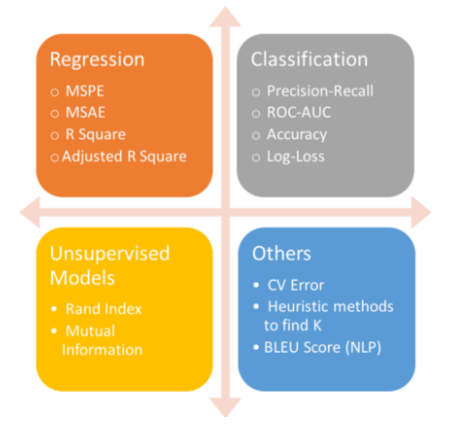 Regression
○ MSPE
○ MSAE
○ R Square
○ Adjusted R Square
Classification
○ Precision-Recall
○ ROC-AUC
○ Accuracy
○ Log-Loss
Unsupervised
Models
• Rand Index
• Mutual
Information
Others
• CV Error
• Heuristic methods
to find K
• BLEU Score (NLP)